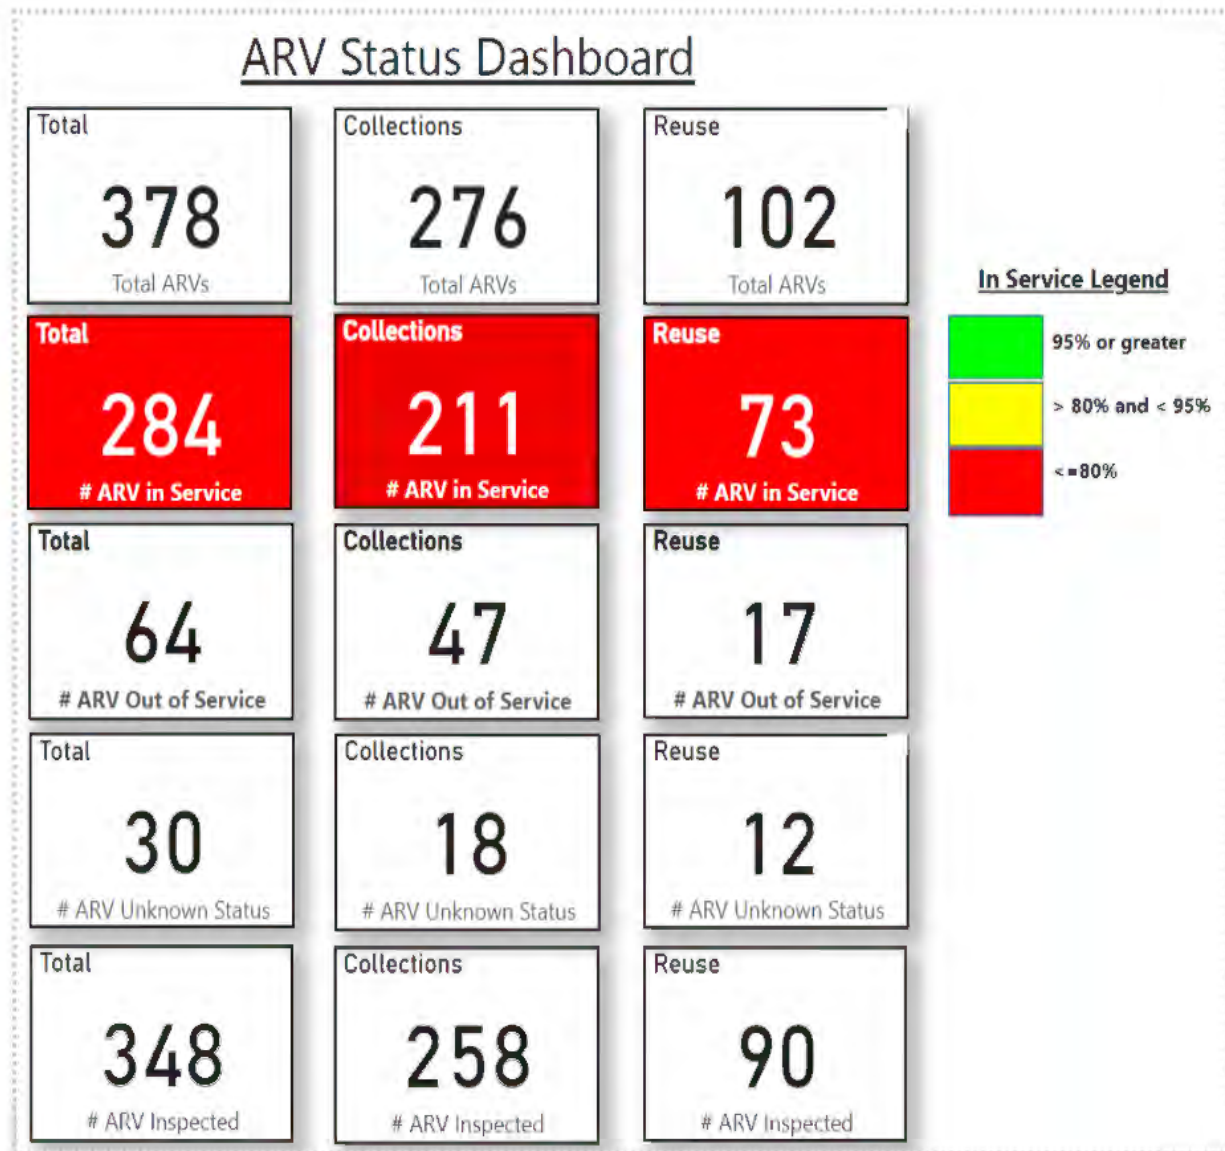 ARV Status Dashboard
Total
378
Total ARVs
Collections
276
Total ARVs
Reuse
102
Total ARVs
Total
284
# ARV in Service
Collections
211
# ARV in Service
Reuse
73
# ARV in Service
Total
64
# ARV Out of Service
Collections
47
# ARV Out of Service
Reuse
17
# ARV Out of Service
Total
30
# ARV Unknown Status
Collections
18
# ARV Unknown Status
Reuse
12
# ARV Unknown Status
Total
348
# ARV Inspected
Collections
258
# ARV Inspected
Reuse
90
# ARV Inspected
In Service Legend
95% or greater
> 80% and < 95%
<=80%